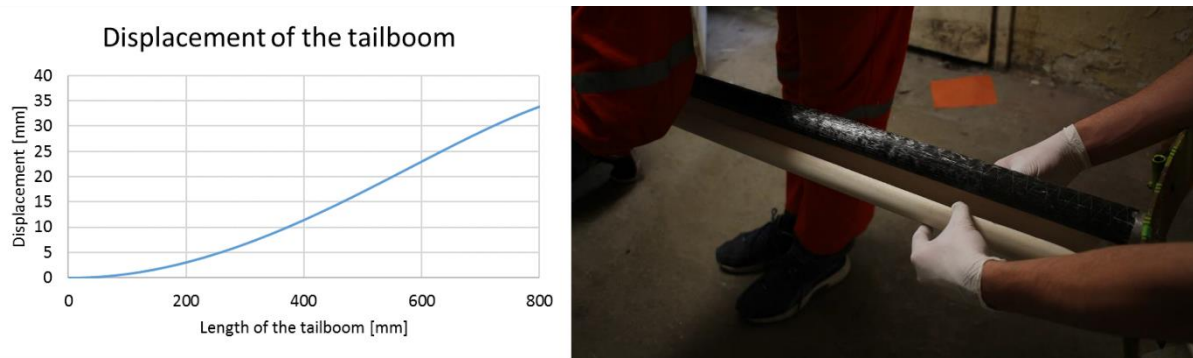 Displacement of the tailboom
40
35
30
25
20
15
10
5
0
0 200 400 600 800
Displacement [mm]
Length of the tailboom [mm]